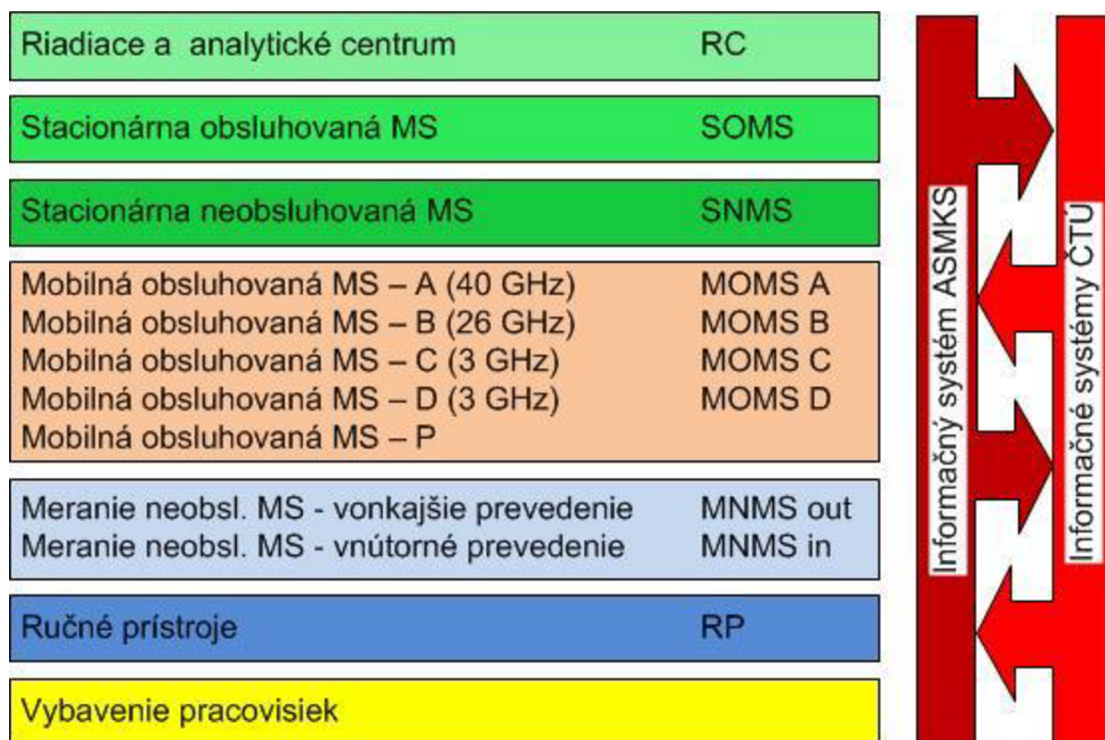 Riadiace a analytické centrum RC
Stacionárna obsluhovaná MS SOMS
Stacionárna neobsluhovaná MS SNMS
Mobilná obsluhovaná MS – A (40 GHz) MOMS A
Mobilná obsluhovaná MS – B (26 GHz) MOMS B
Mobilná obsluhovaná MS – C (3 GHz) MOMS C
Mobilná obsluhovaná MS – D (3 GHz) MOMS D
Mobilná obsluhovaná MS – P
Meranie neobsl. MS - vonkajšie prevedenie MNMS out
Meranie neobsl. MS - vnútorné prevedenie MNMS in
Ručné prístroje RP
Vybavenie pracovisiek
Informačný systém ASMKS
Informačné systémy ČTÚ